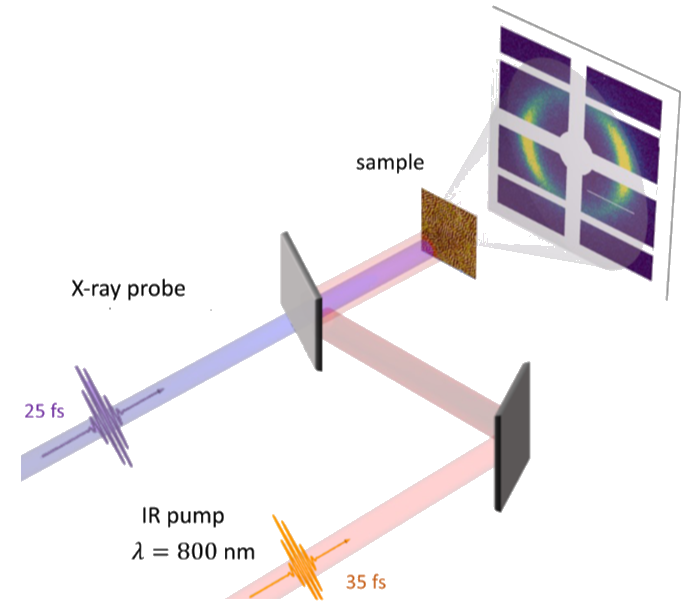 sample
X-ray probe
25 fs
IR pump
λ = 800 nm
35 fs